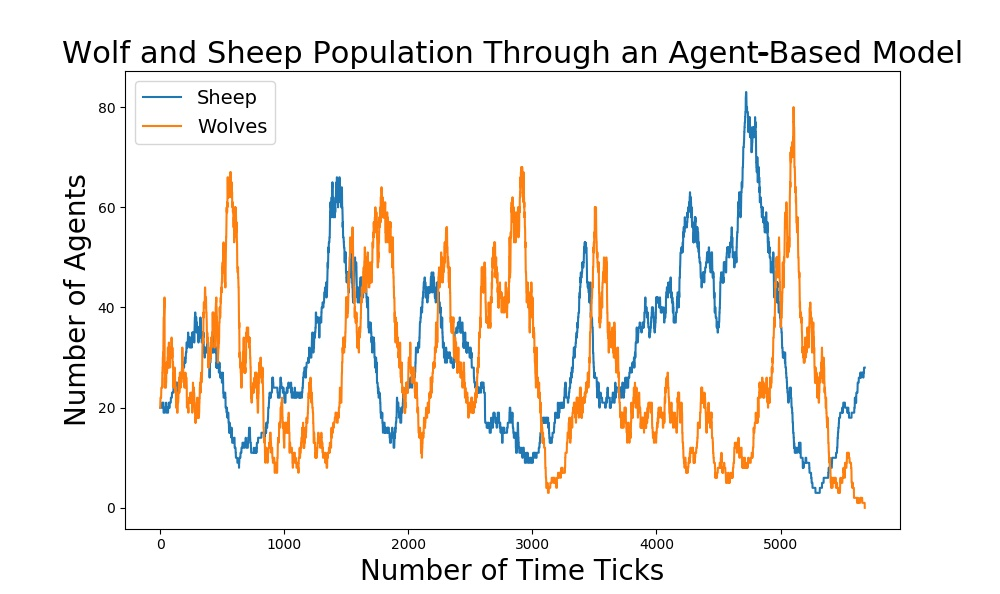 Wolf and Sheep Population Through an Agent-Based Model
Sheep
Wolves
Number of Agents
80
60
40
20
0
0 1000 2000 3000 4000 5000
Number of Time Ticks